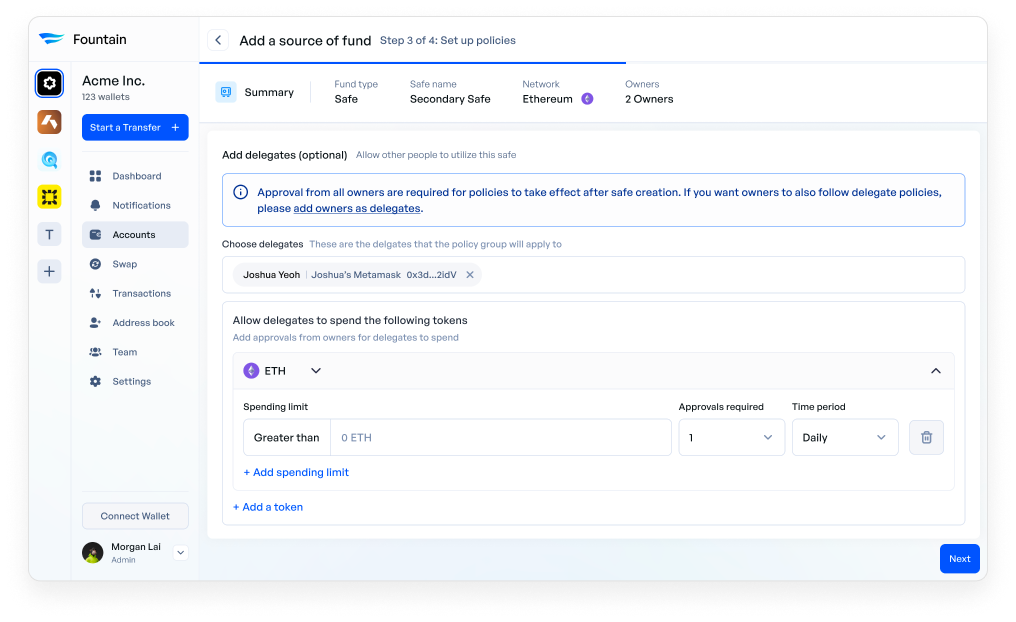 Fountain
Add a source of fund Step 3 of 4: Set up policies
Acme Inc.
123 wallets
Start a Transfer +
Dashboard
Notifications
Accounts
Swap
Transactions
Address book
Team
Settings
T
+
Connect Wallet
Morgan Lai
Admin
Summary
Fund type
Safe
Safe name
Secondary Safe
Network
Ethereum
Owners
2 Owners
Add delegates (optional) Allow other people to utilize this safe
Approval from all owners are required for policies to take effect after safe creation. If you want owners to also follow delegate policies,
please add owners as delegates.
Choose delegates These are the delgates that the policy group will apply to
Joshua Yeoh Joshua's Metamask 0x3d...2idV
Allow delegates to spend the following tokens
Add approvals from owners for delegates to spend
ETH
Spending limit Approvals required Time period
Greater than 0 ETH 1 Daily
+ Add spending limit
+ Add a token
Next